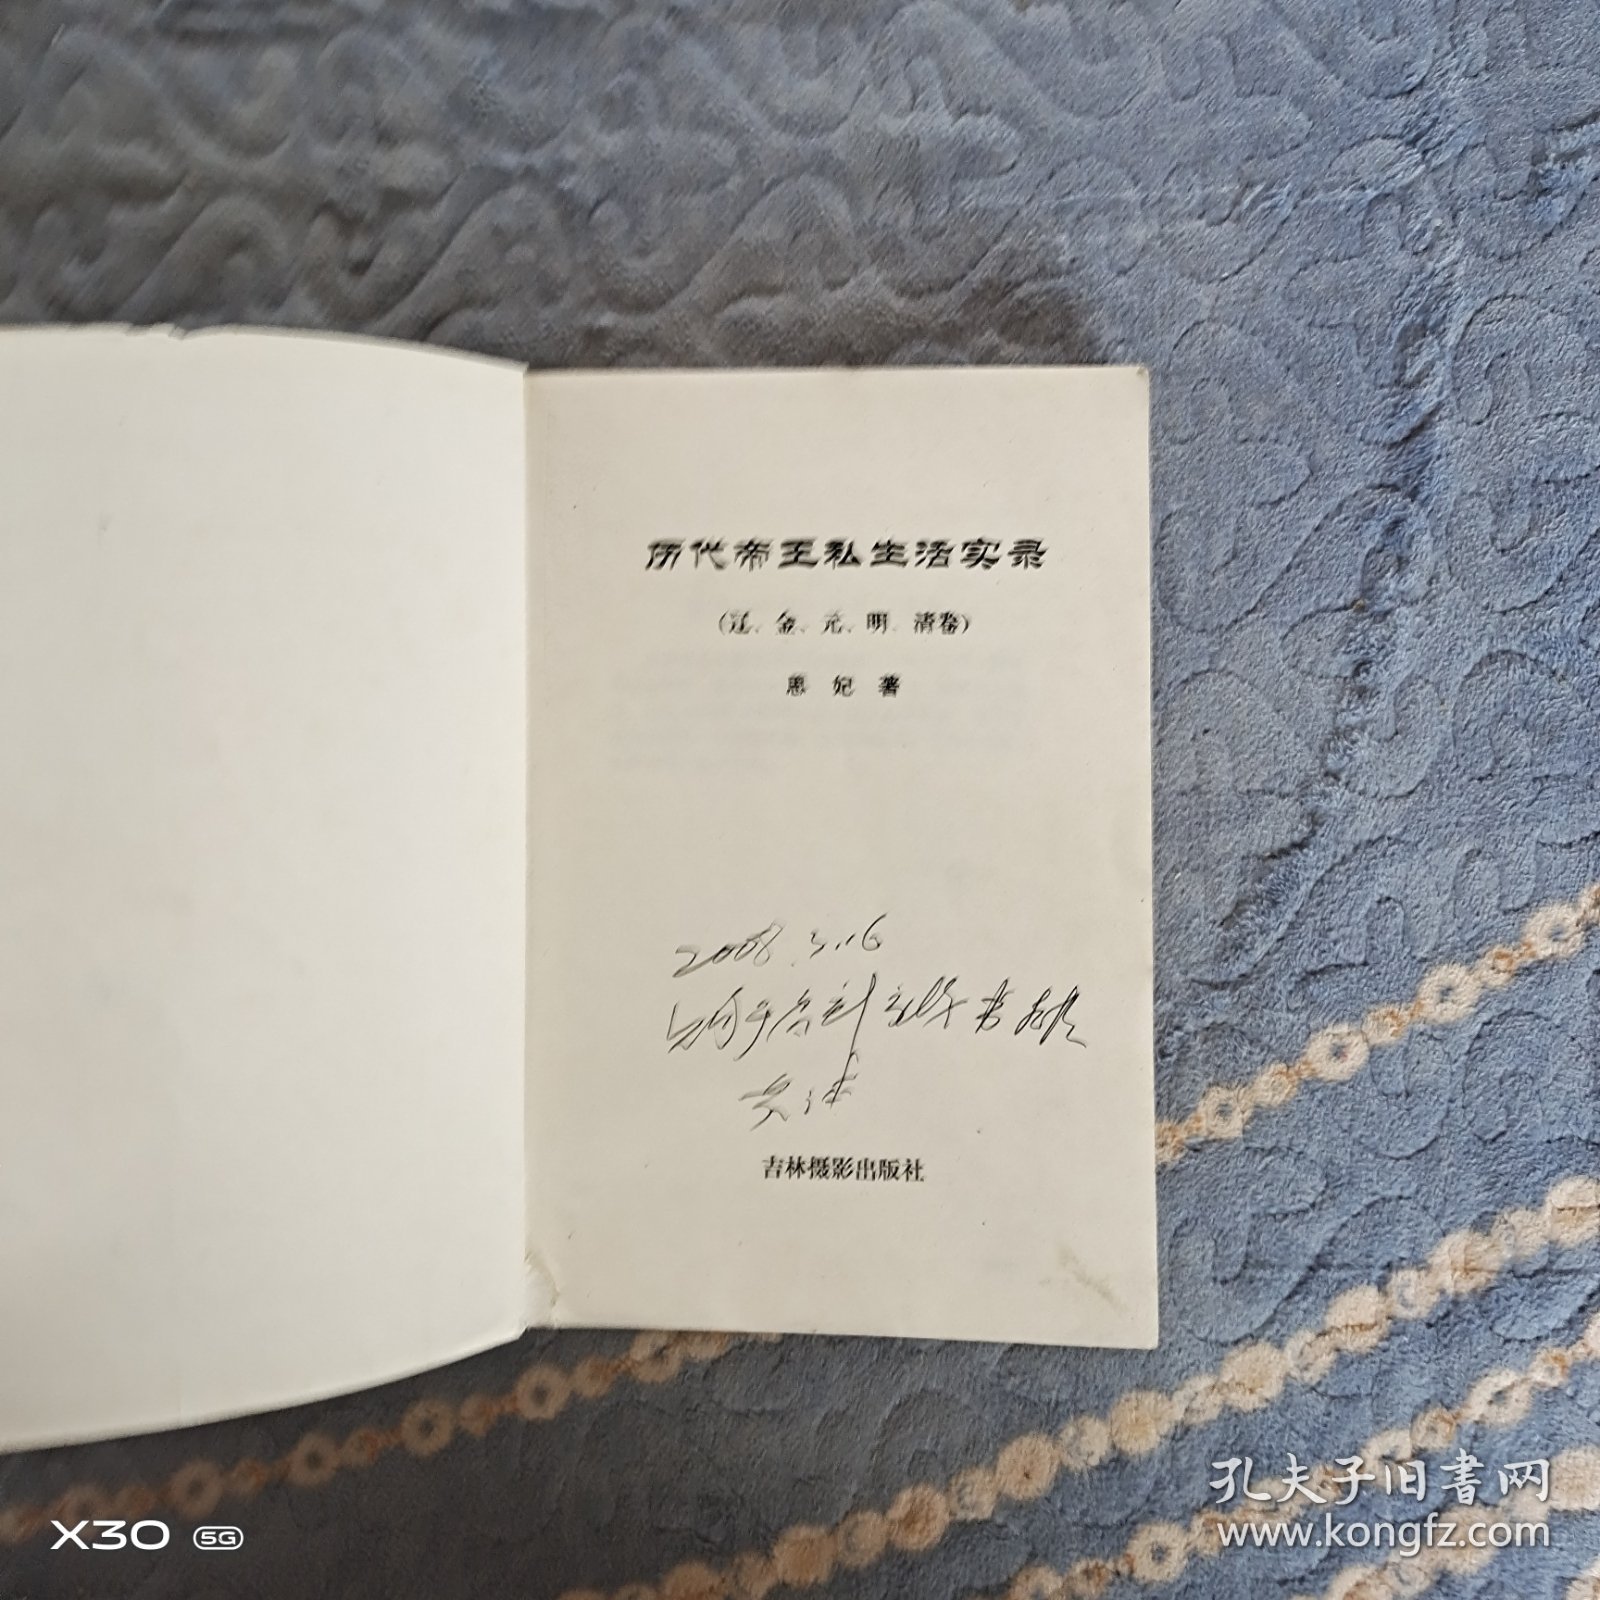 历代帝王私生活实录
(辽、金、元、明、清卷)
思妃 著
2008.3.16
吉林摄影出版社
X30 5G
孔夫子旧书网
www.kongfz.com